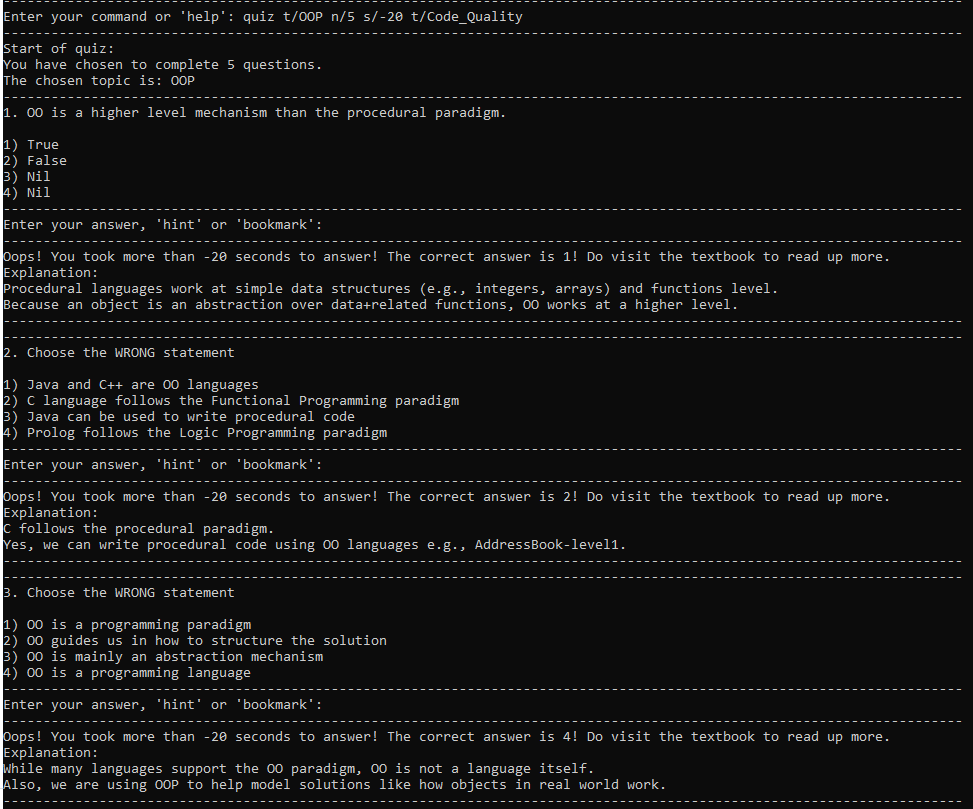 ------------------------------------------------------------------------------------------------------------------------
Enter your command or 'help': quiz t/OOP n/5 s/-20 t/Code_Quality
------------------------------------------------------------------------------------------------------------------------
Start of quiz:
You have chosen to complete 5 questions.
The chosen topic is: OOP
------------------------------------------------------------------------------------------------------------------------
1. OO is a higher level mechanism than the procedural paradigm.
1) True
2) False
3) Nil
4) Nil
------------------------------------------------------------------------------------------------------------------------
Enter your answer, 'hint' or 'bookmark':
------------------------------------------------------------------------------------------------------------------------
Oops! You took more than -20 seconds to answer! The correct answer is 1! Do visit the textbook to read up more.
Explanation:
Procedural languages work at simple data structures (e.g., integers, arrays) and functions level.
Because an object is an abstraction over data+related functions, OO works at a higher level.
------------------------------------------------------------------------------------------------------------------------
------------------------------------------------------------------------------------------------------------------------
2. Choose the WRONG statement
1) Java and C++ are OO languages
2) C language follows the Functional Programming paradigm
3) Java can be used to write procedural code
4) Prolog follows the Logic Programming paradigm
------------------------------------------------------------------------------------------------------------------------
Enter your answer, 'hint' or 'bookmark':
------------------------------------------------------------------------------------------------------------------------
Oops! You took more than -20 seconds to answer! The correct answer is 2! Do visit the textbook to read up more.
Explanation:
C follows the procedural paradigm.
Yes, we can write procedural code using OO languages e.g., AddressBook-level1.
------------------------------------------------------------------------------------------------------------------------
------------------------------------------------------------------------------------------------------------------------
3. Choose the WRONG statement
1) OO is a programming paradigm
2) OO guides us in how to structure the solution
3) OO is mainly an abstraction mechanism
4) OO is a programming language
------------------------------------------------------------------------------------------------------------------------
Enter your answer, 'hint' or 'bookmark':
------------------------------------------------------------------------------------------------------------------------
Oops! You took more than -20 seconds to answer! The correct answer is 4! Do visit the textbook to read up more.
Explanation:
While many languages support the OO paradigm, OO is not a language itself.
Also, we are using OOP to help model solutions like how objects in real world work.
------------------------------------------------------------------------------------------------------------------------